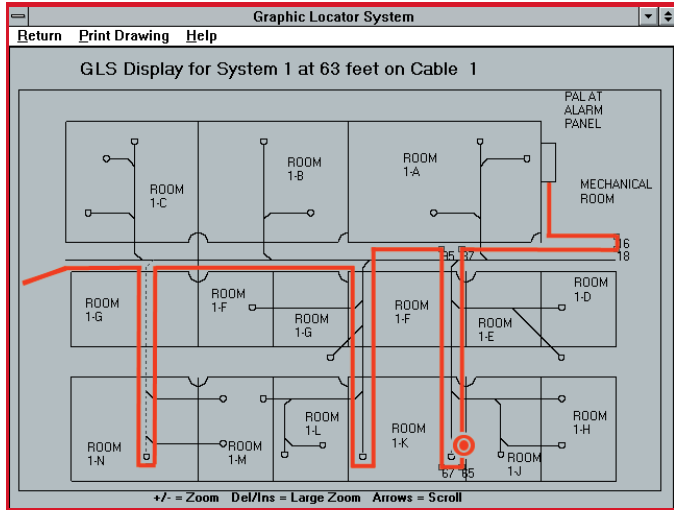 Graphic Locator System
Return Print Drawing Help
GLS Display for System 1 at 63 feet on Cable 1
PAL AT
ALARM
PANEL
ROOM
1-C
ROOM
1-B
ROOM
1-A
MECHANICAL
ROOM
16
18
85 87
ROOM
1-G
ROOM
1-F
ROOM
1-G
ROOM
1-F
ROOM
1-E
ROOM
1-D
ROOM
1-N
ROOM
1-M
ROOM
1-L
ROOM
1-K
ROOM
1-J
ROOM
1-H
67 65
+/- = Zoom Del/Ins = Large Zoom Arrows = Scroll